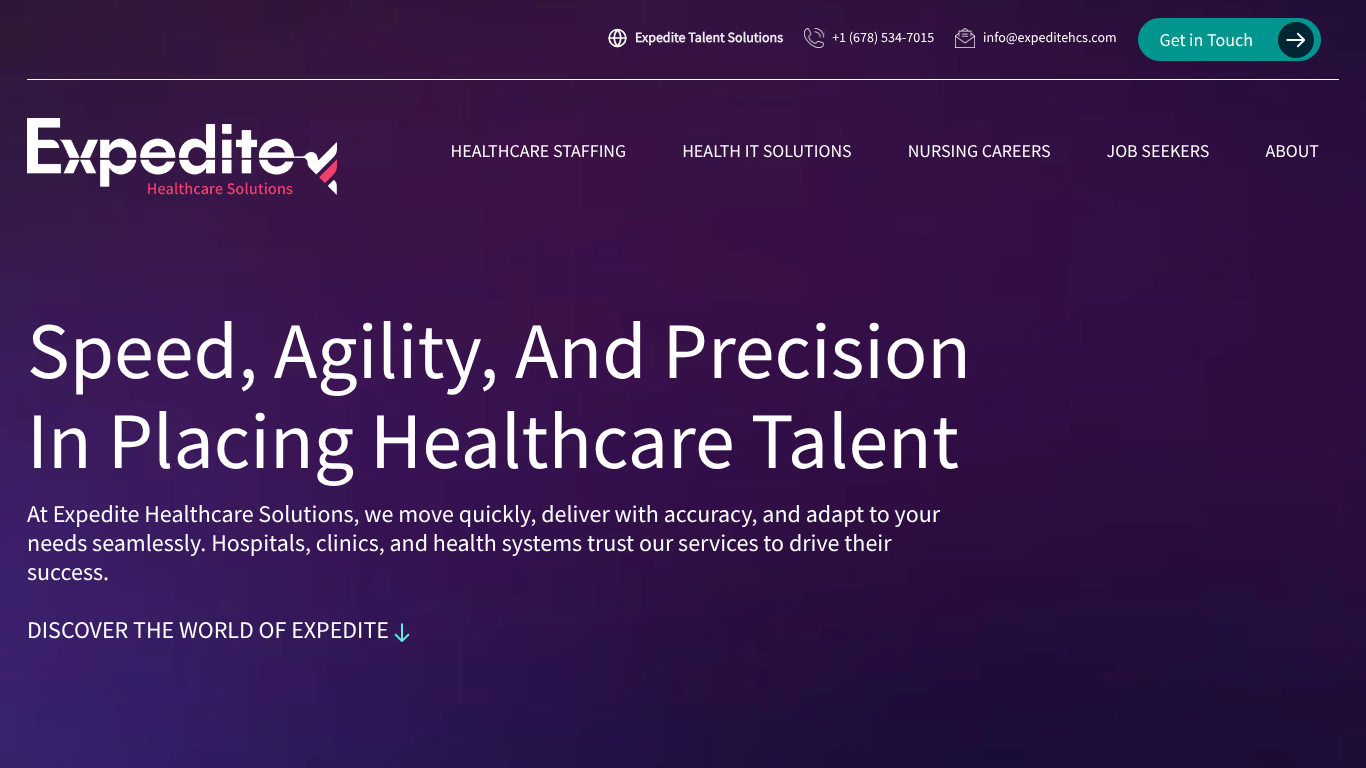 Expedite Talent Solutions
+1 (678) 534-7015
info@expeditehcs.com
Get in Touch
Expedite
Healthcare Solutions
HEALTHCARE STAFFING
HEALTH IT SOLUTIONS
NURSING CAREERS
JOB SEEKERS
ABOUT
Speed, Agility, And Precision
In Placing Healthcare Talent
At Expedite Healthcare Solutions, we move quickly, deliver with accuracy, and adapt to your
needs seamlessly. Hospitals, clinics, and health systems trust our services to drive their
success.
DISCOVER THE WORLD OF EXPEDITE